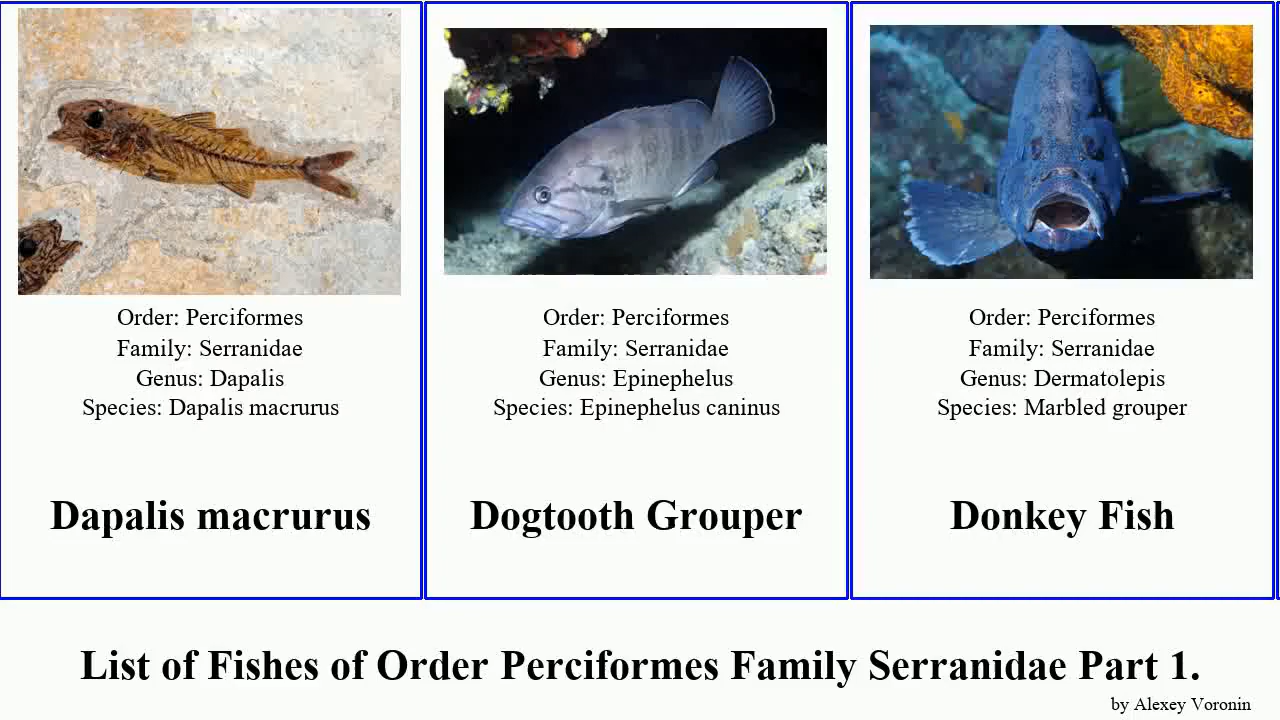 Order: Perciformes
Family: Serranidae
Genus: Dapalis
Species: Dapalis macrurus
Dapalis macrurus
Order: Perciformes
Family: Serranidae
Genus: Epinephelus
Species: Epinephelus caninus
Dogtooth Grouper
Order: Perciformes
Family: Serranidae
Genus: Dermatolepis
Species: Marbled grouper
Donkey Fish
List of Fishes of Order Perciformes Family Serranidae Part 1.
by Alexey Voronin